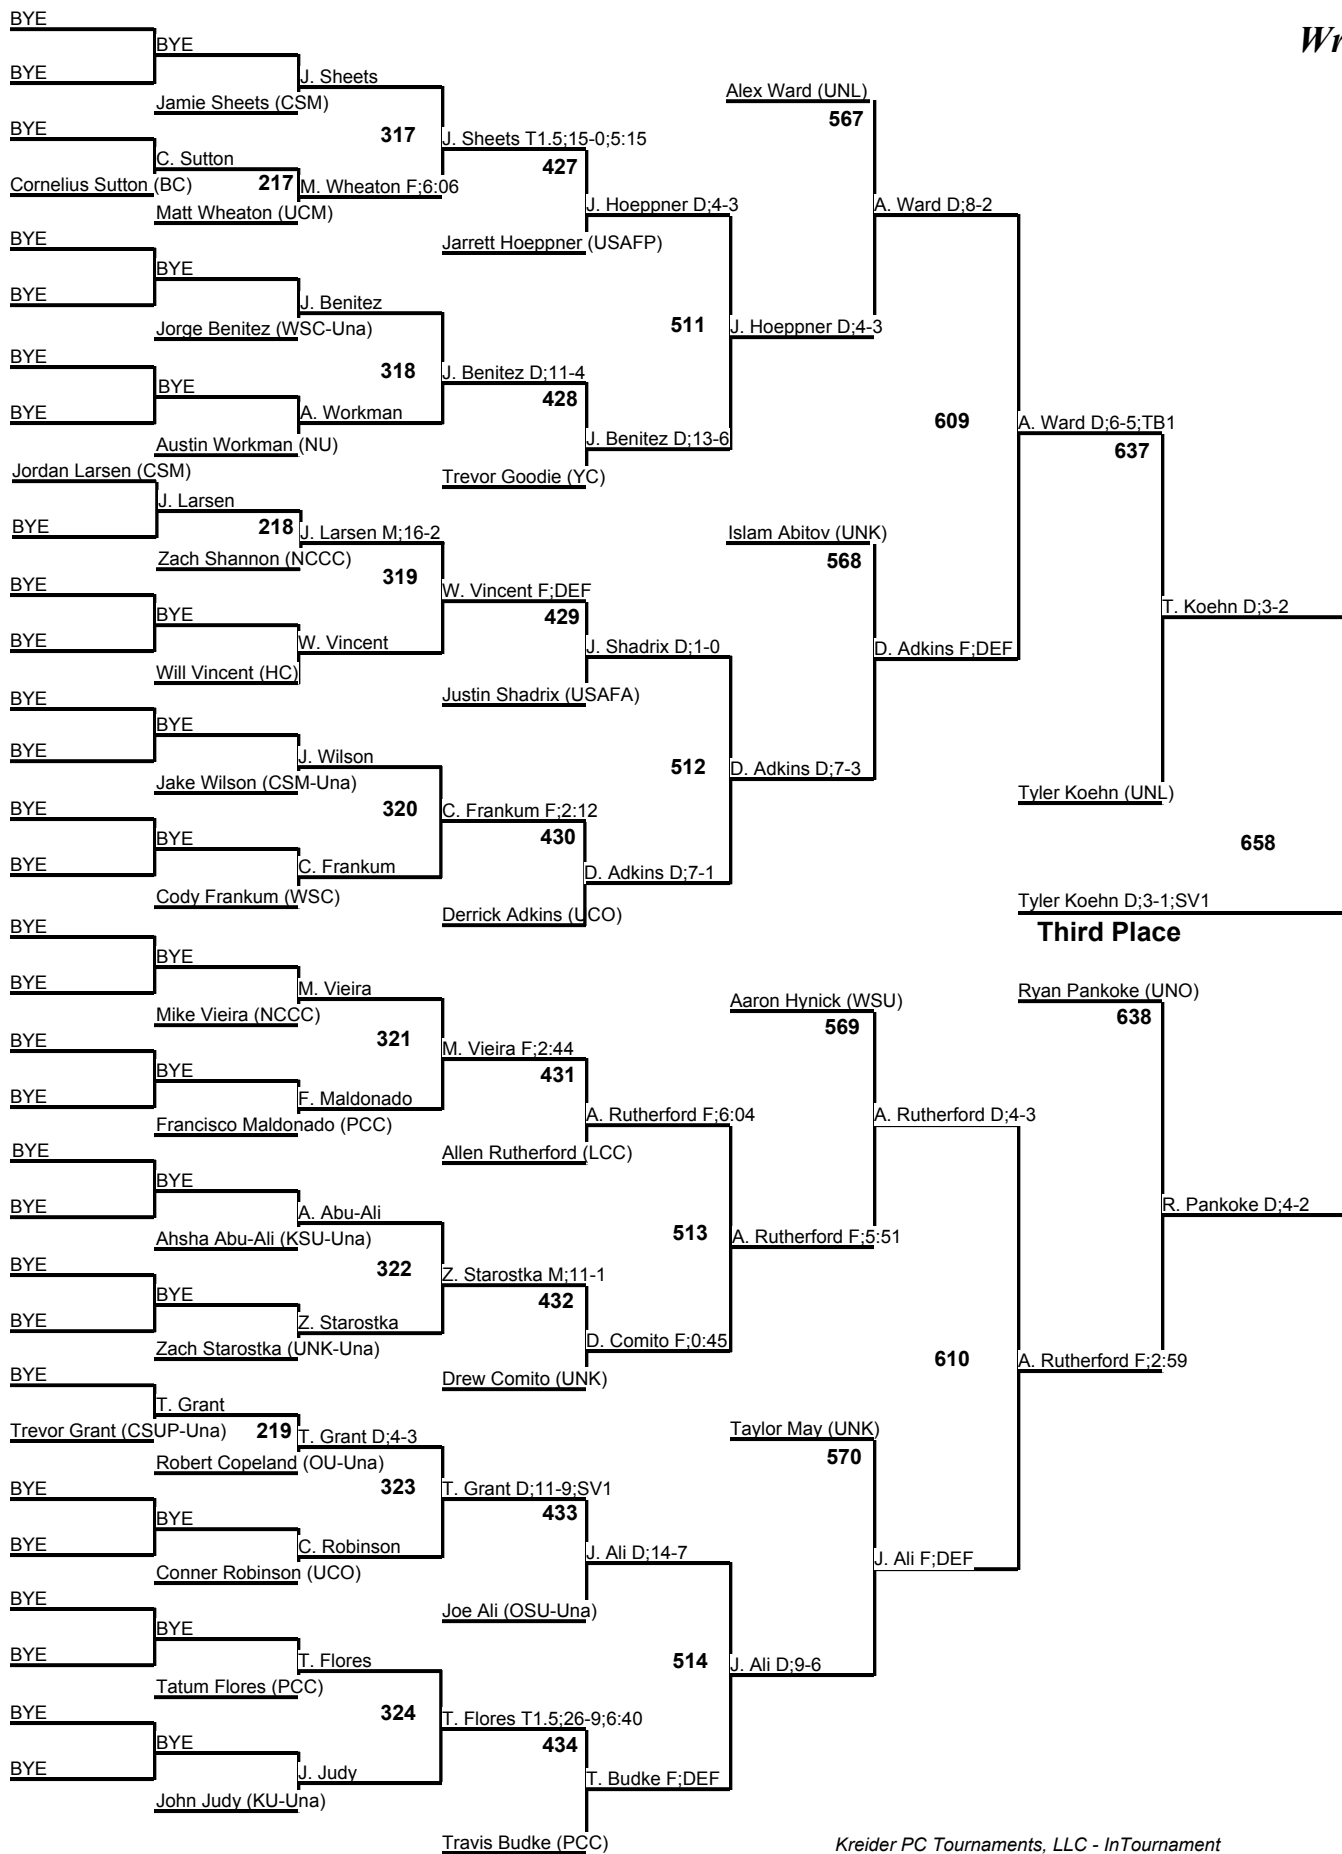 BYE
Wr
BYE
BYE
J. Sheets
Alex Ward (UNL)
Jamie Sheets (CSM)
567
BYE
317
J. Sheets T1.5;15-0;5:15
C. Sutton
427
Cornelius Sutton (BC)
217
M. Wheaton F;6:06
Matt Wheaton (UCM)
J. Hoeppner D;4-3
A. Ward D;8-2
BYE
Jarrett Hoeppner (USAFP)
BYE
BYE
J. Benitez
Jorge Benitez (WSC-Una)
511
J. Hoeppner D;4-3
BYE
318
J. Benitez D;11-4
BYE
428
BYE
A. Workman
609
A. Ward D;6-5;TB1
Austin Workman (NU)
J. Benitez D;13-6
637
Jordan Larsen (CSM)
Trevor Goodie (YC)
J. Larsen
BYE
218
J. Larsen M;16-2
Islam Abitov (UNK)
Zach Shannon (NCCC)
568
BYE
319
W. Vincent F;DEF
BYE
429
T. Koehn D;3-2
BYE
W. Vincent
J. Shadrix D;1-0
D. Adkins F;DEF
Will Vincent (HC)
Justin Shadrix (USAFA)
BYE
BYE
BYE
J. Wilson
512
D. Adkins D;7-3
Jake Wilson (CSM-Una)
Tyler Koehn (UNL)
BYE
320
C. Frankum F;2:12
BYE
430
658
BYE
C. Frankum
D. Adkins D;7-1
Cody Frankum (WSC)
Tyler Koehn D;3-1;SV1
Derrick Adkins (UCO)
BYE
Third Place
BYE
BYE
M. Vieira
Ryan Pankoke (UNO)
Mike Vieira (NCCC)
Aaron Hynick (WSU)
638
BYE
321
569
M. Vieira F;2:44
BYE
431
BYE
F. Maldonado
A. Rutherford F;6:04
A. Rutherford D;4-3
Francisco Maldonado (PCC)
BYE
Allen Rutherford (LCC)
BYE
BYE
A. Abu-Ali
R. Pankoke D;4-2
Ahsha Abu-Ali (KSU-Una)
513
A. Rutherford F;5:51
BYE
322
Z. Starostka M;11-1
BYE
432
BYE
Z. Starostka
D. Comito F;0:45
Zach Starostka (UNK-Una)
610
A. Rutherford F;2:59
BYE
Drew Comito (UNK)
T. Grant
Trevor Grant (CSUP-Una)
219
T. Grant D;4-3
Taylor May (UNK)
Robert Copeland (OU-Una)
570
BYE
323
T. Grant D;11-9;SV1
BYE
433
BYE
C. Robinson
J. Ali D;14-7
J. Ali F;DEF
Conner Robinson (UCO)
BYE
Joe Ali (OSU-Una)
BYE
BYE
T. Flores
514
J. Ali D;9-6
Tatum Flores (PCC)
BYE
324
T. Flores T1.5;26-9;6:40
BYE
434
BYE
J. Judy
T. Budke F;DEF
John Judy (KU-Una)
Travis Budke (PCC)
Kreider PC Tournaments, LLC - InTournament